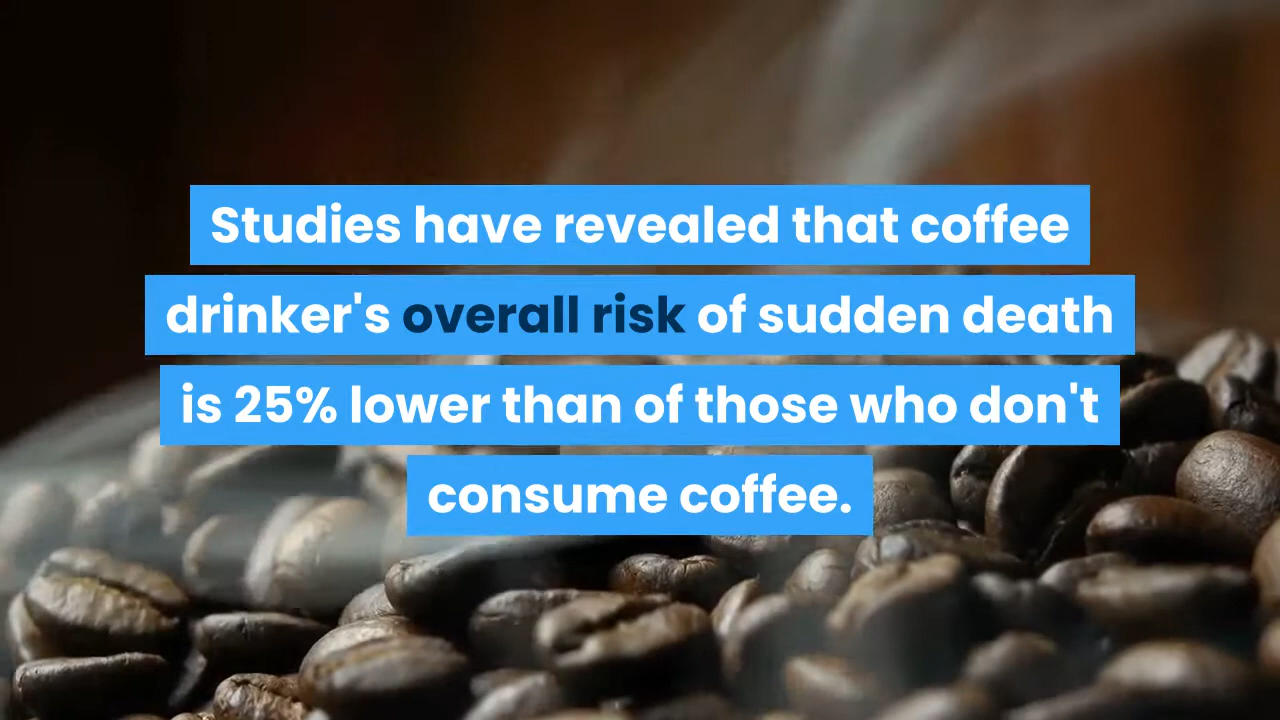 Studies have revealed that coffee
drinker's overall risk of sudden death
is 25% lower than of those who don't
consume coffee.